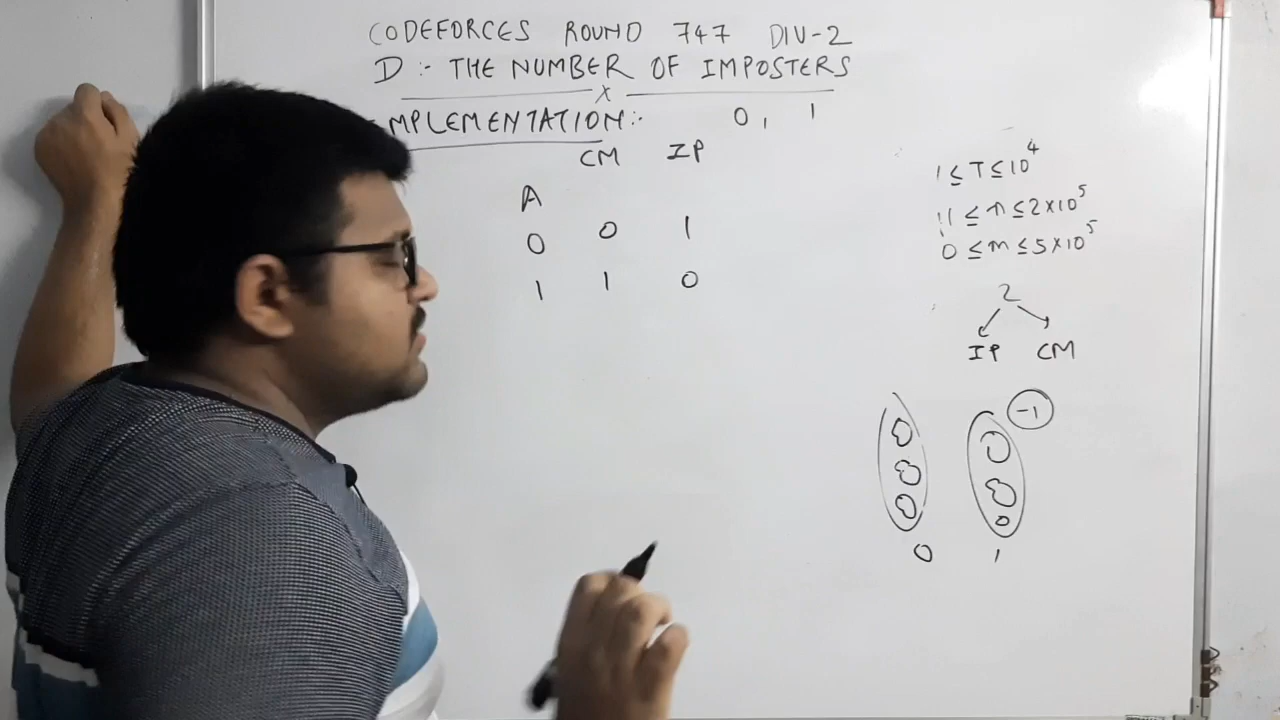 CODEFORCES ROUND 747 DIV-2
D :- THE NUMBER OF IMPOSTERS
x
IMPLEMENTATION:- 0, 1
CM IP
A
0 0 1
1 1 0
1 ≤ T ≤ 10^4
1 ≤ n ≤ 2×10^5
0 ≤ m ≤ 5×10^5
2
IP CM
-1
0 1